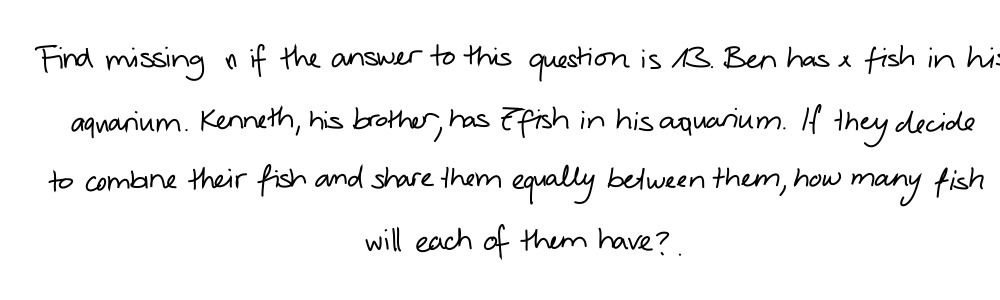 Find missing n if the answer to this question is 13. Ben has x fish in his
aquarium. Kenneth, his brother, has 7 fish in his aquarium. If they decide
to combine their fish and share them equally between them, how many fish
will each of them have?.